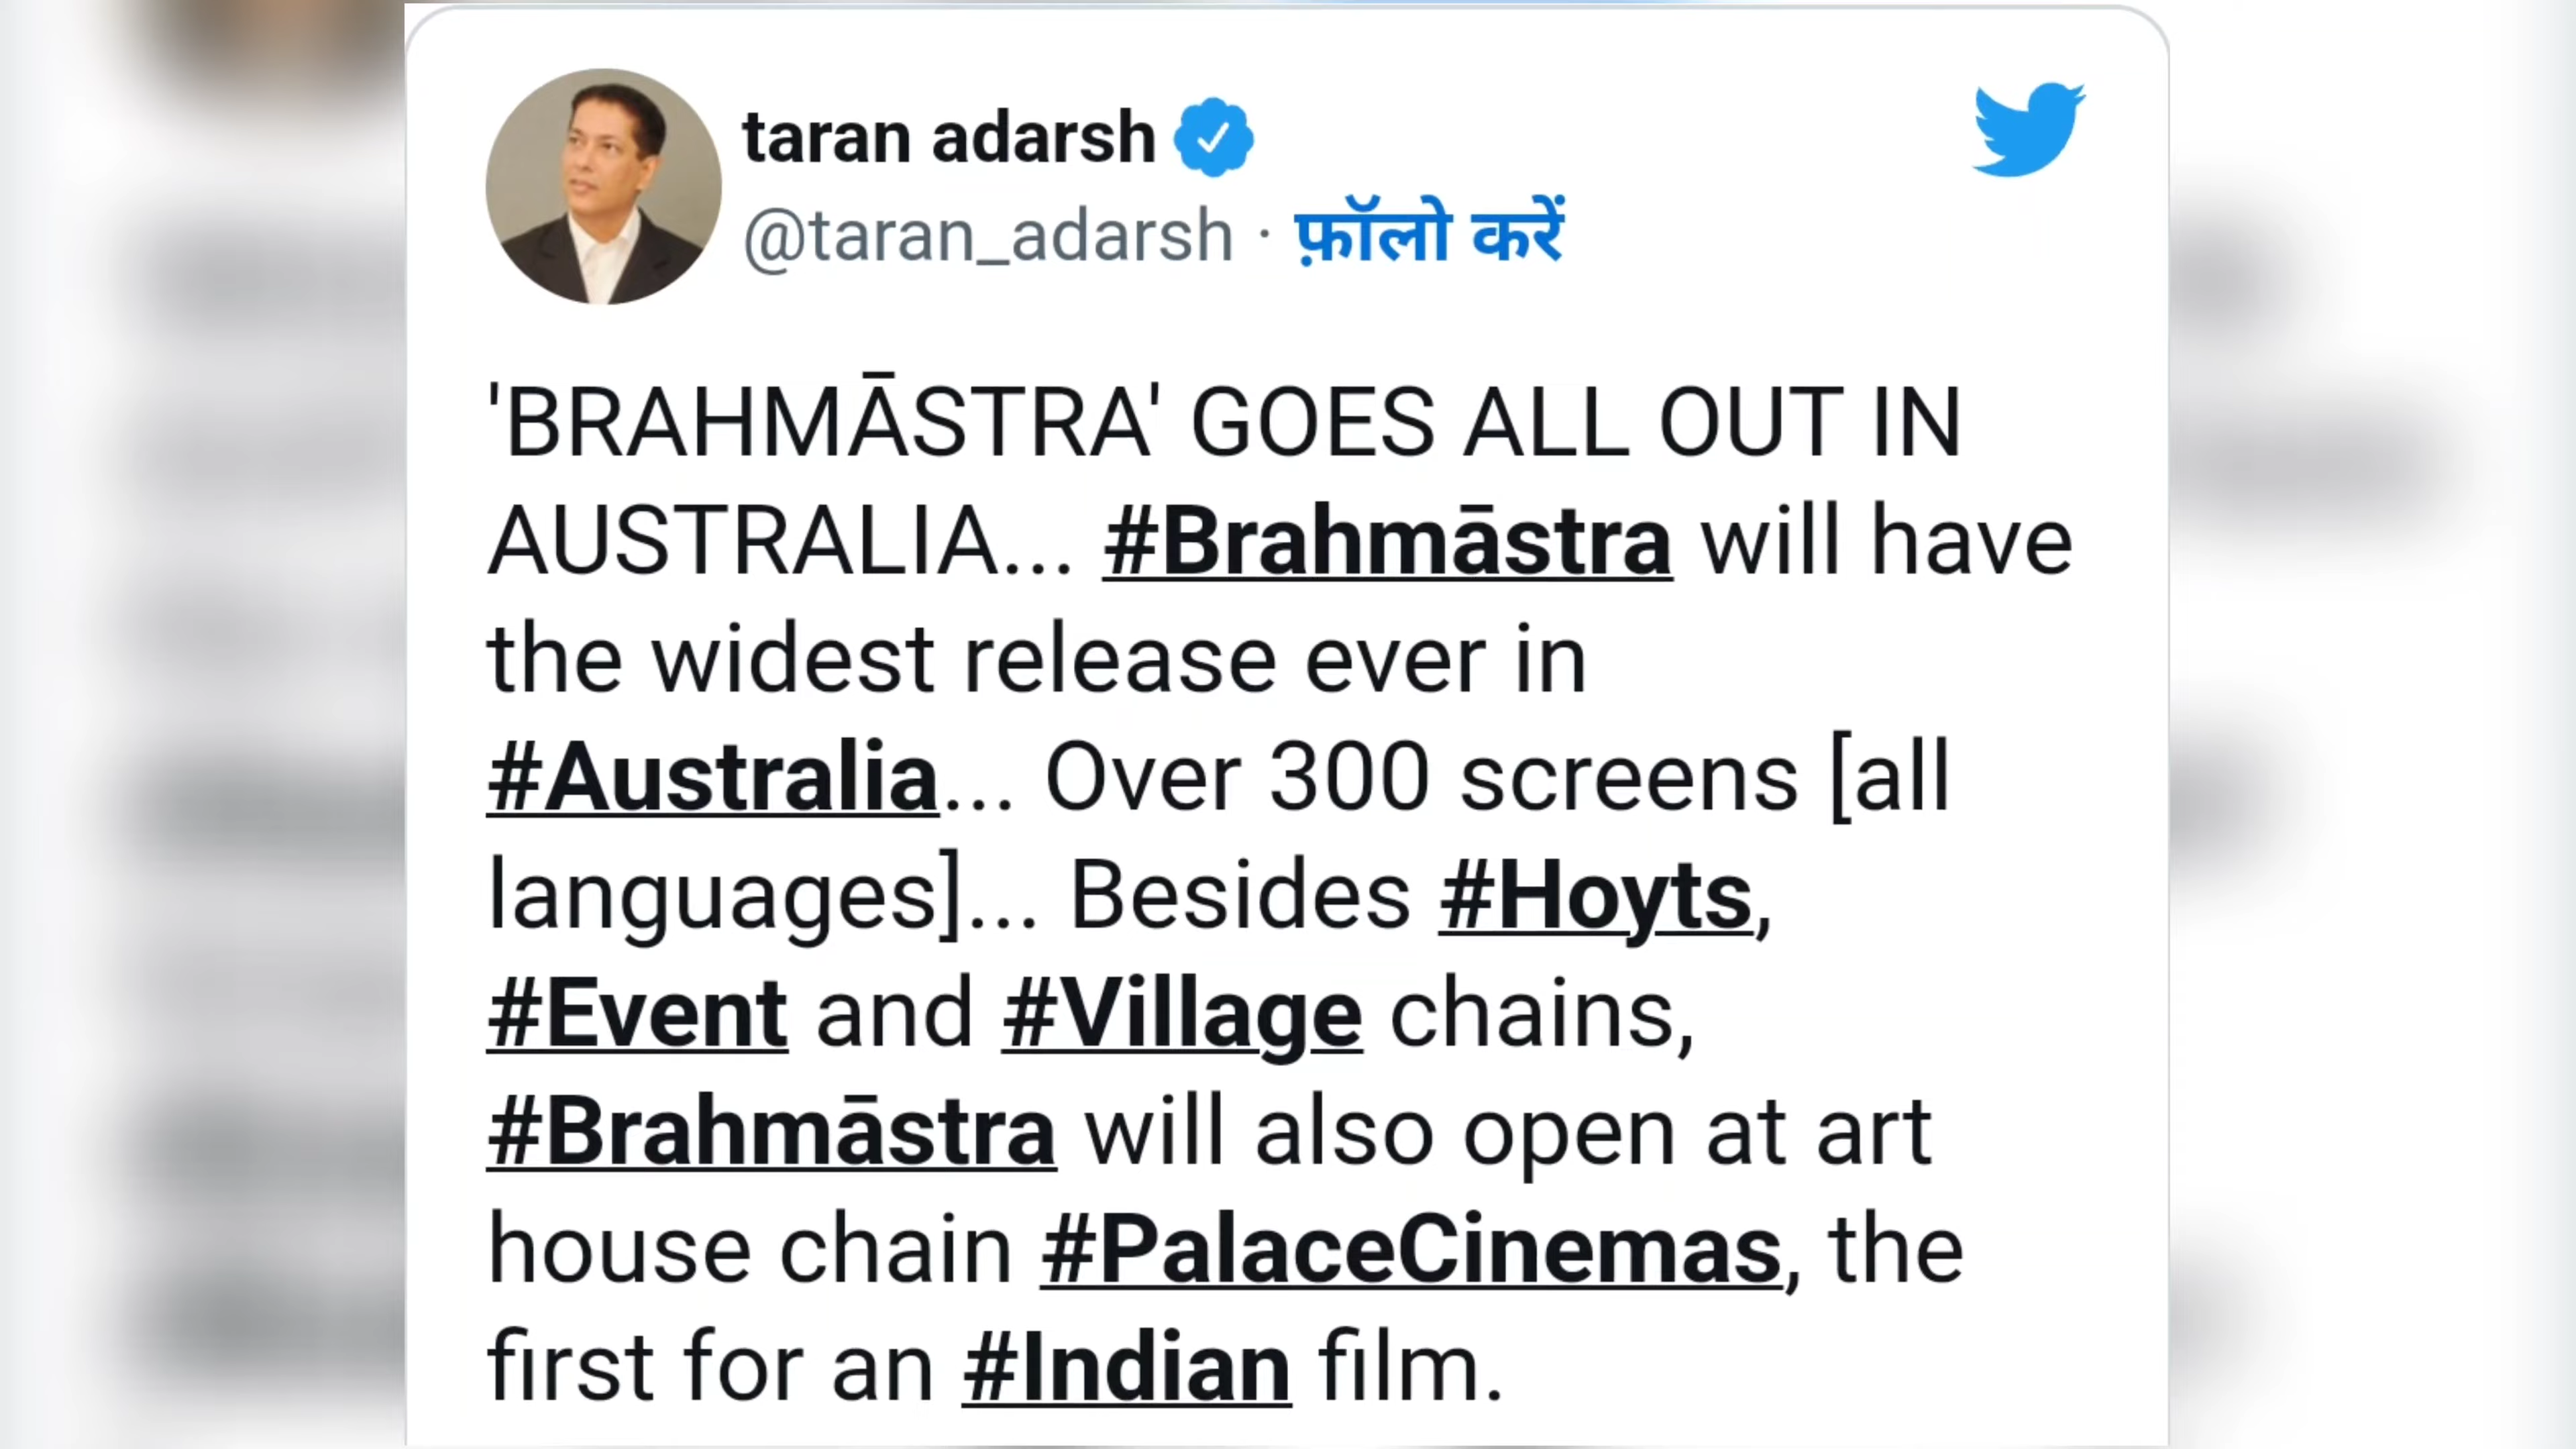 taran adarsh
@taran_adarsh · फ़ॉलो करें
'BRAHMĀSTRA' GOES ALL OUT IN
AUSTRALIA... #Brahmāstra will have
the widest release ever in
#Australia... Over 300 screens [all
languages]... Besides #Hoyts,
#Event and #Village chains,
#Brahmāstra will also open at art
house chain #PalaceCinemas, the
first for an #Indian film.